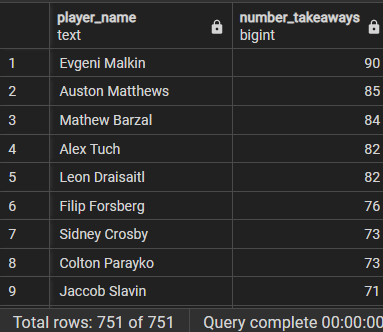 player_name number_takeaways
text bigint
1 Evgeni Malkin 90
2 Auston Matthews 85
3 Mathew Barzal 84
4 Alex Tuch 82
5 Leon Draisaitl 82
6 Filip Forsberg 76
7 Sidney Crosby 73
8 Colton Parayko 73
9 Jaccob Slavin 71
Total rows: 751 of 751 Query complete 00:00:00